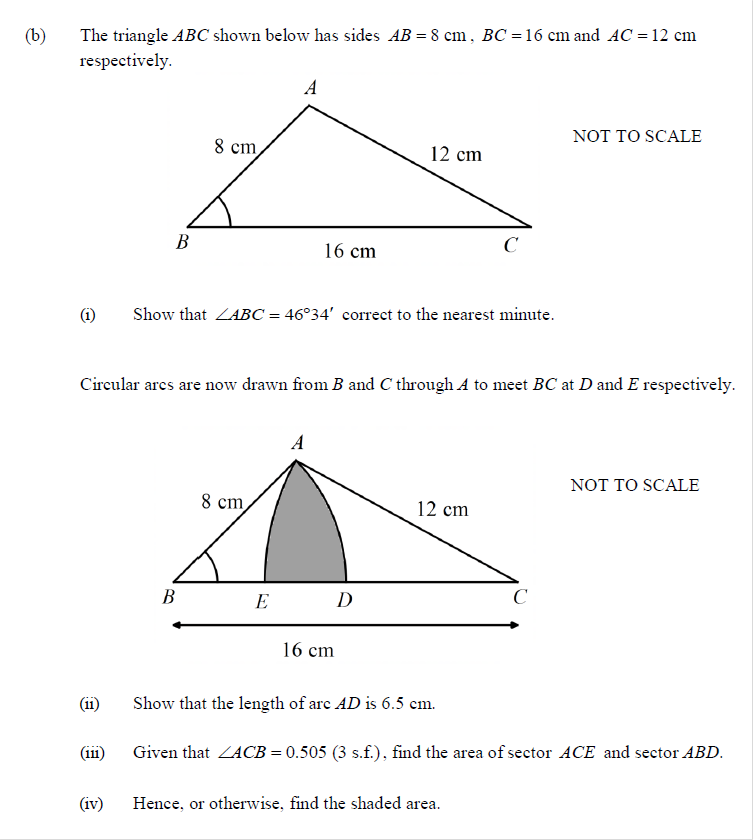 (b) The triangle ABC shown below has sides AB = 8 cm, BC = 16 cm and AC = 12 cm
respectively.
A
NOT TO SCALE
8 cm
12 cm
B
C
16 cm
(i) Show that ∠ABC = 46°34′ correct to the nearest minute.
Circular arcs are now drawn from B and C through A to meet BC at D and E respectively.
A
NOT TO SCALE
8 cm
12 cm
B E D C
16 cm
(ii) Show that the length of arc AD is 6.5 cm.
(iii) Given that ∠ACB = 0.505 (3 s.f.), find the area of sector ACE and sector ABD.
(iv) Hence, or otherwise, find the shaded area.